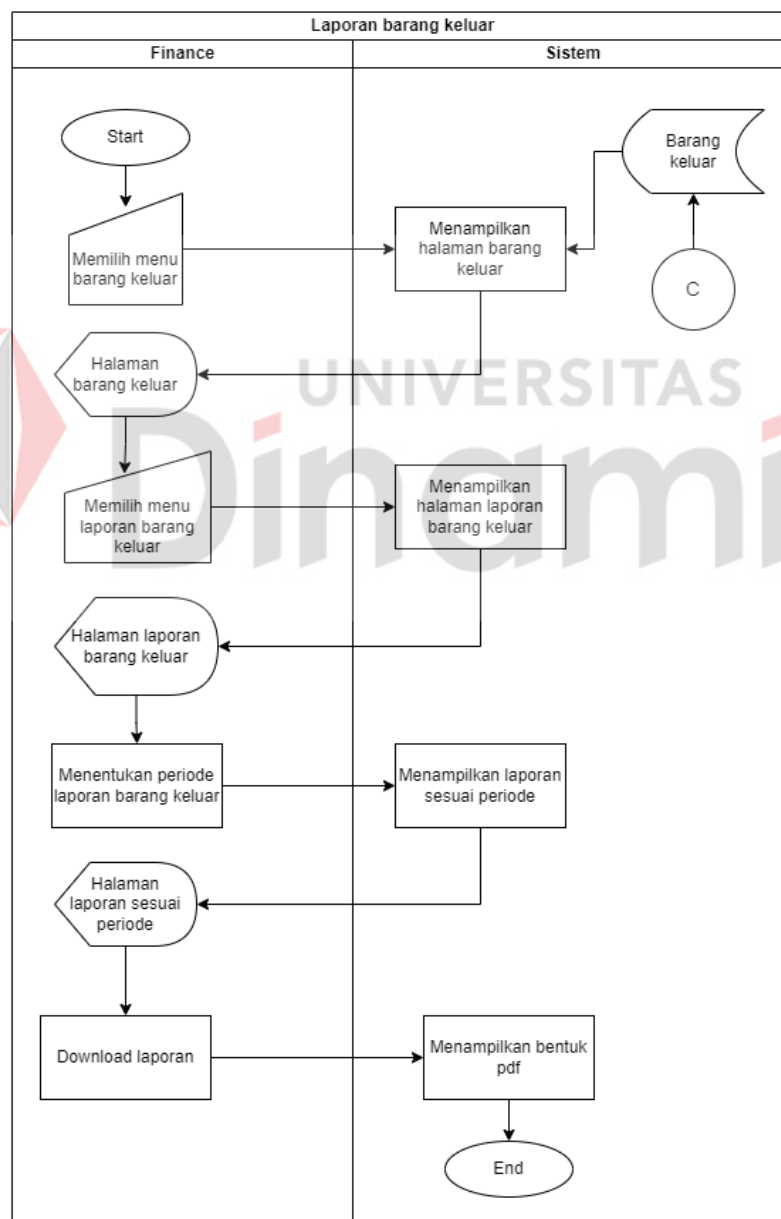 Laporan barang keluar
Finance
Sistem
Start
Barang
keluar
Memilih menu
barang keluar
Menampilkan
halaman barang
keluar
C
Halaman
barang keluar
UNIVERSITAS
Dinami
Memilih menu
laporan barang
keluar
Menampilkan
halaman laporan
barang keluar
Halaman laporan
barang keluar
Menentukan periode
laporan barang keluar
Menampilkan laporan
sesuai periode
Halaman
laporan sesuai
periode
Download laporan
Menampilkan bentuk
pdf
End